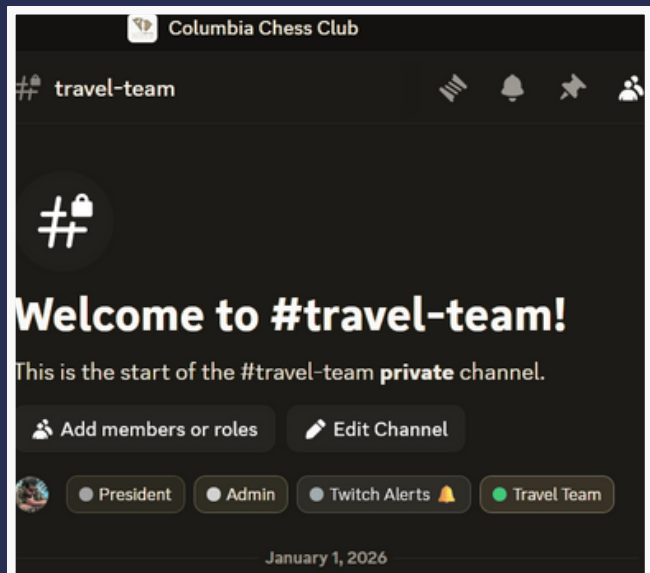 Columbia Chess Club
travel-team
Welcome to #travel-team!
This is the start of the #travel-team private channel.
Add members or roles Edit Channel
President Admin Twitch Alerts 🔔 Travel Team
January 1, 2026